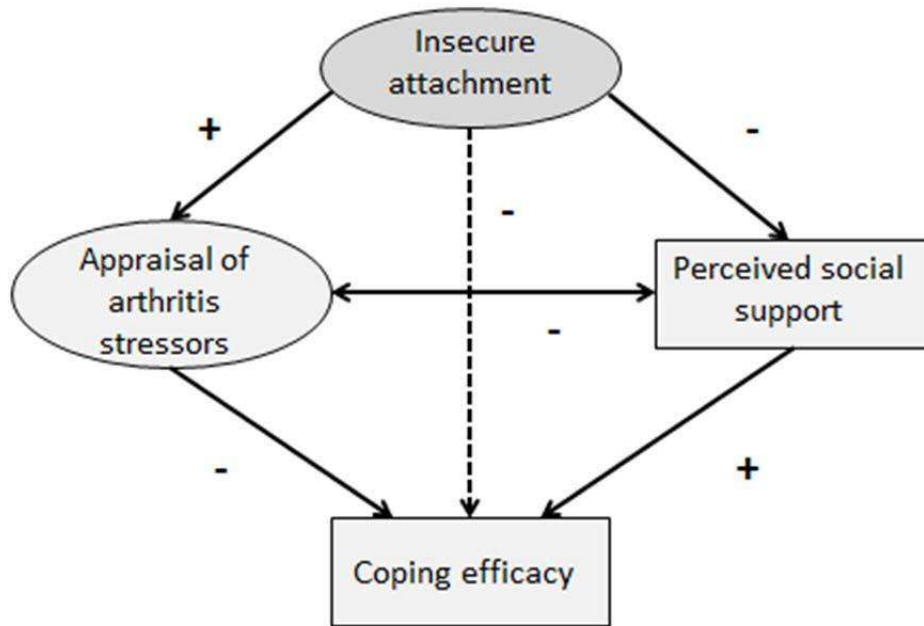 Insecure
attachment
+
-
-
Appraisal of
arthritis
stressors
Perceived social
support
-
-
+
Coping efficacy